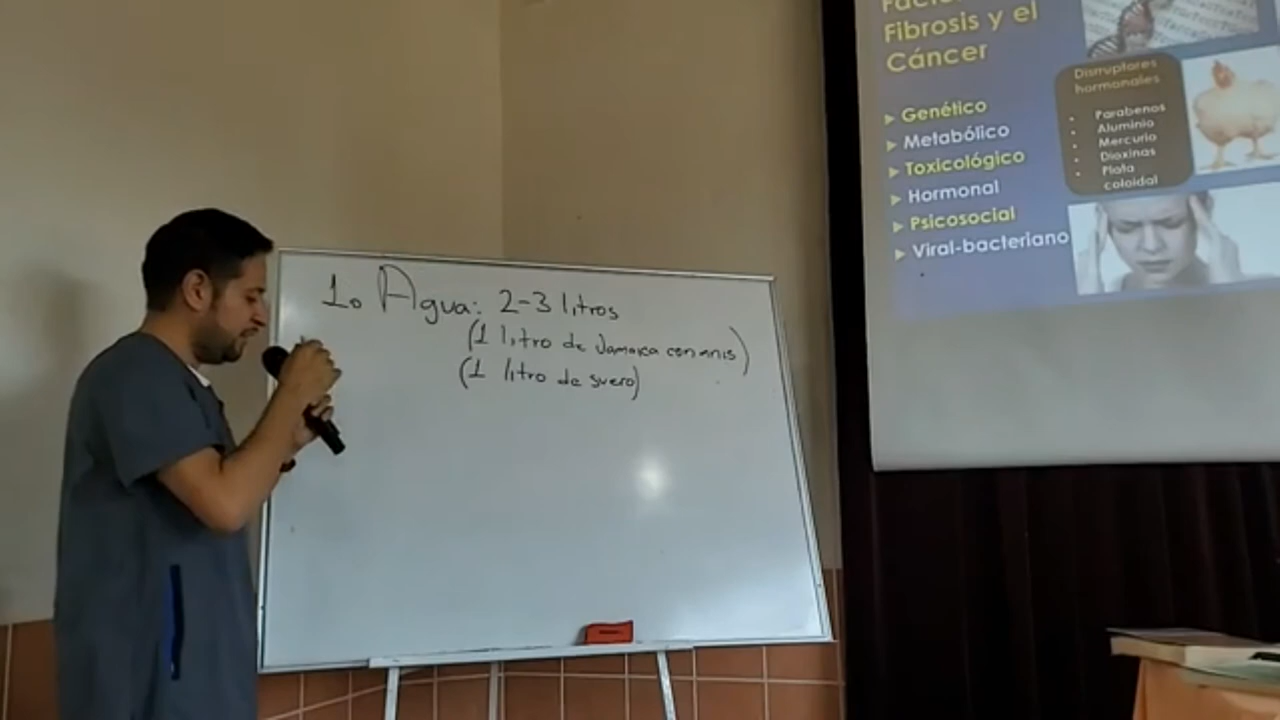 1. Agua: 2-3 litros
(1 litro de Jamaica con anis)
(1 litro de suero)
Fibrosis y el
Cáncer
Genético
Metabólico
Toxicológico
Hormonal
Psicosocial
Viral-bacteriano
Disruptores
hormonales
Parabenos
Aluminio
Mercurio
Dioxinas
Plata
coloidal